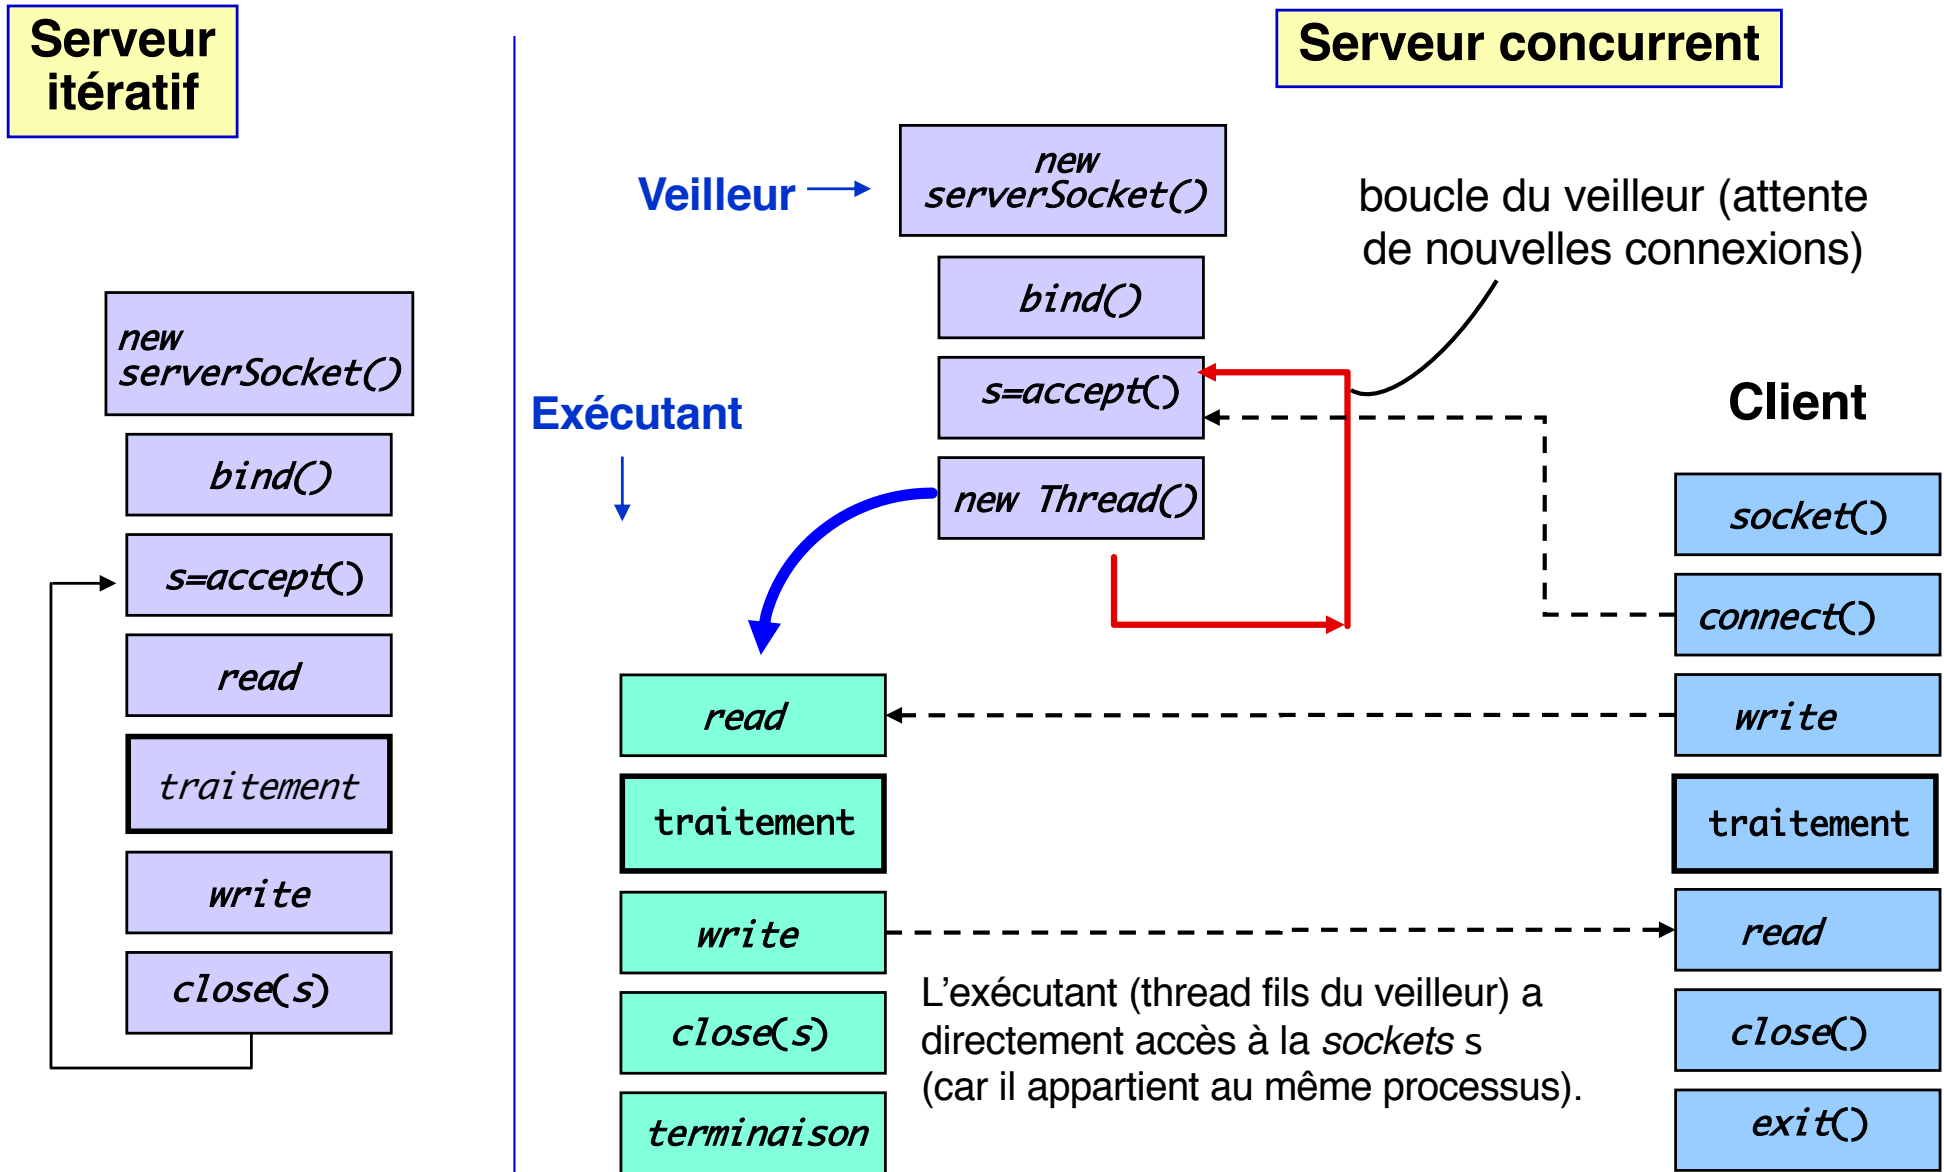 Serveur
itératif
new
serverSocket()
bind()
s=accept()
read
traitement
write
close(s)
Serveur concurrent
Veilleur
new
serverSocket()
bind()
s=accept()
new Thread()
boucle du veilleur (attente
de nouvelles connexions)
Exécutant
read
traitement
write
close(s)
terminaison
L’exécutant (thread fils du veilleur) a
directement accès à la sockets s
(car il appartient au même processus).
Client
socket()
connect()
write
traitement
read
close()
exit()